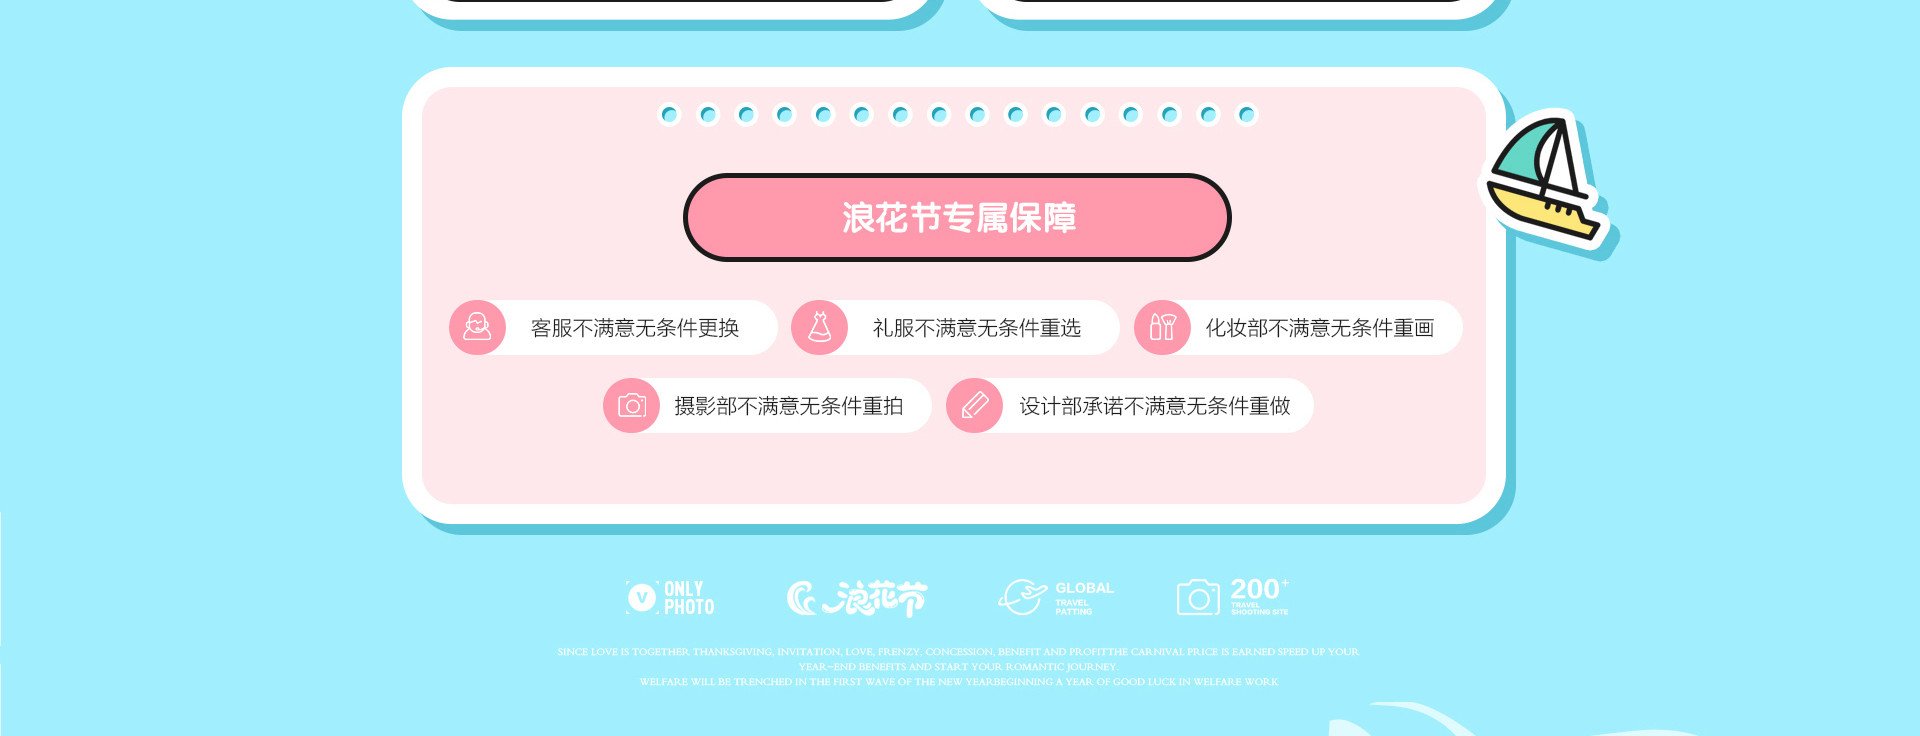 浪花节专属保障
客服不满意无条件更换
礼服不满意无条件重选
化妆部不满意无条件重画
摄影部不满意无条件重拍
设计部承诺不满意无条件重做
V
ONLY
PHOTO
浪花节
GLOBAL
TRAVEL
PATTING
200+
TRAVEL
SHOOTING SITE
SINCE LOVE IS TOGETHER THANKSGIVING, INVITATION, LOVE, FRENZY, CONCESSION, BENEFIT AND PROFITTHE CARNIVAL PRICE IS EARNED SPEED UP YOUR
YEAR-END BENEFITS AND START YOUR ROMANTIC JOURNEY.
WELFARE WILL BE TRENCHED IN THE FIRST WAVE OF THE NEW YEARBEGINNING A YEAR OF GOOD LUCK IN WELFARE WORK